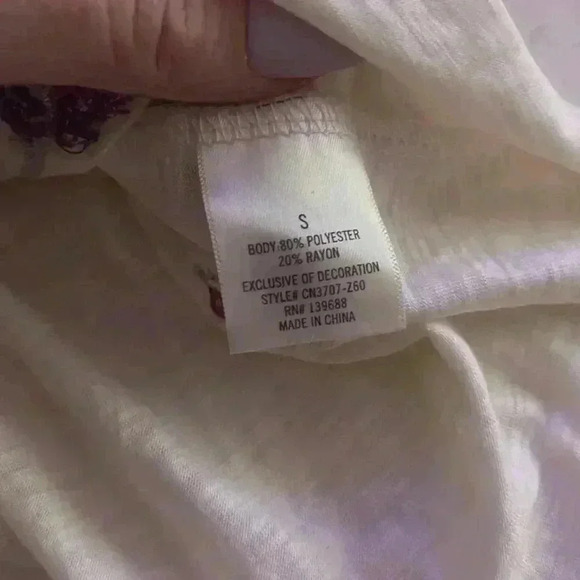 S
BODY:80% POLYESTER
20% RAYON
EXCLUSIVE OF DECORATION
STYLE# CN3707-Z60
RN# 139688
MADE IN CHINA